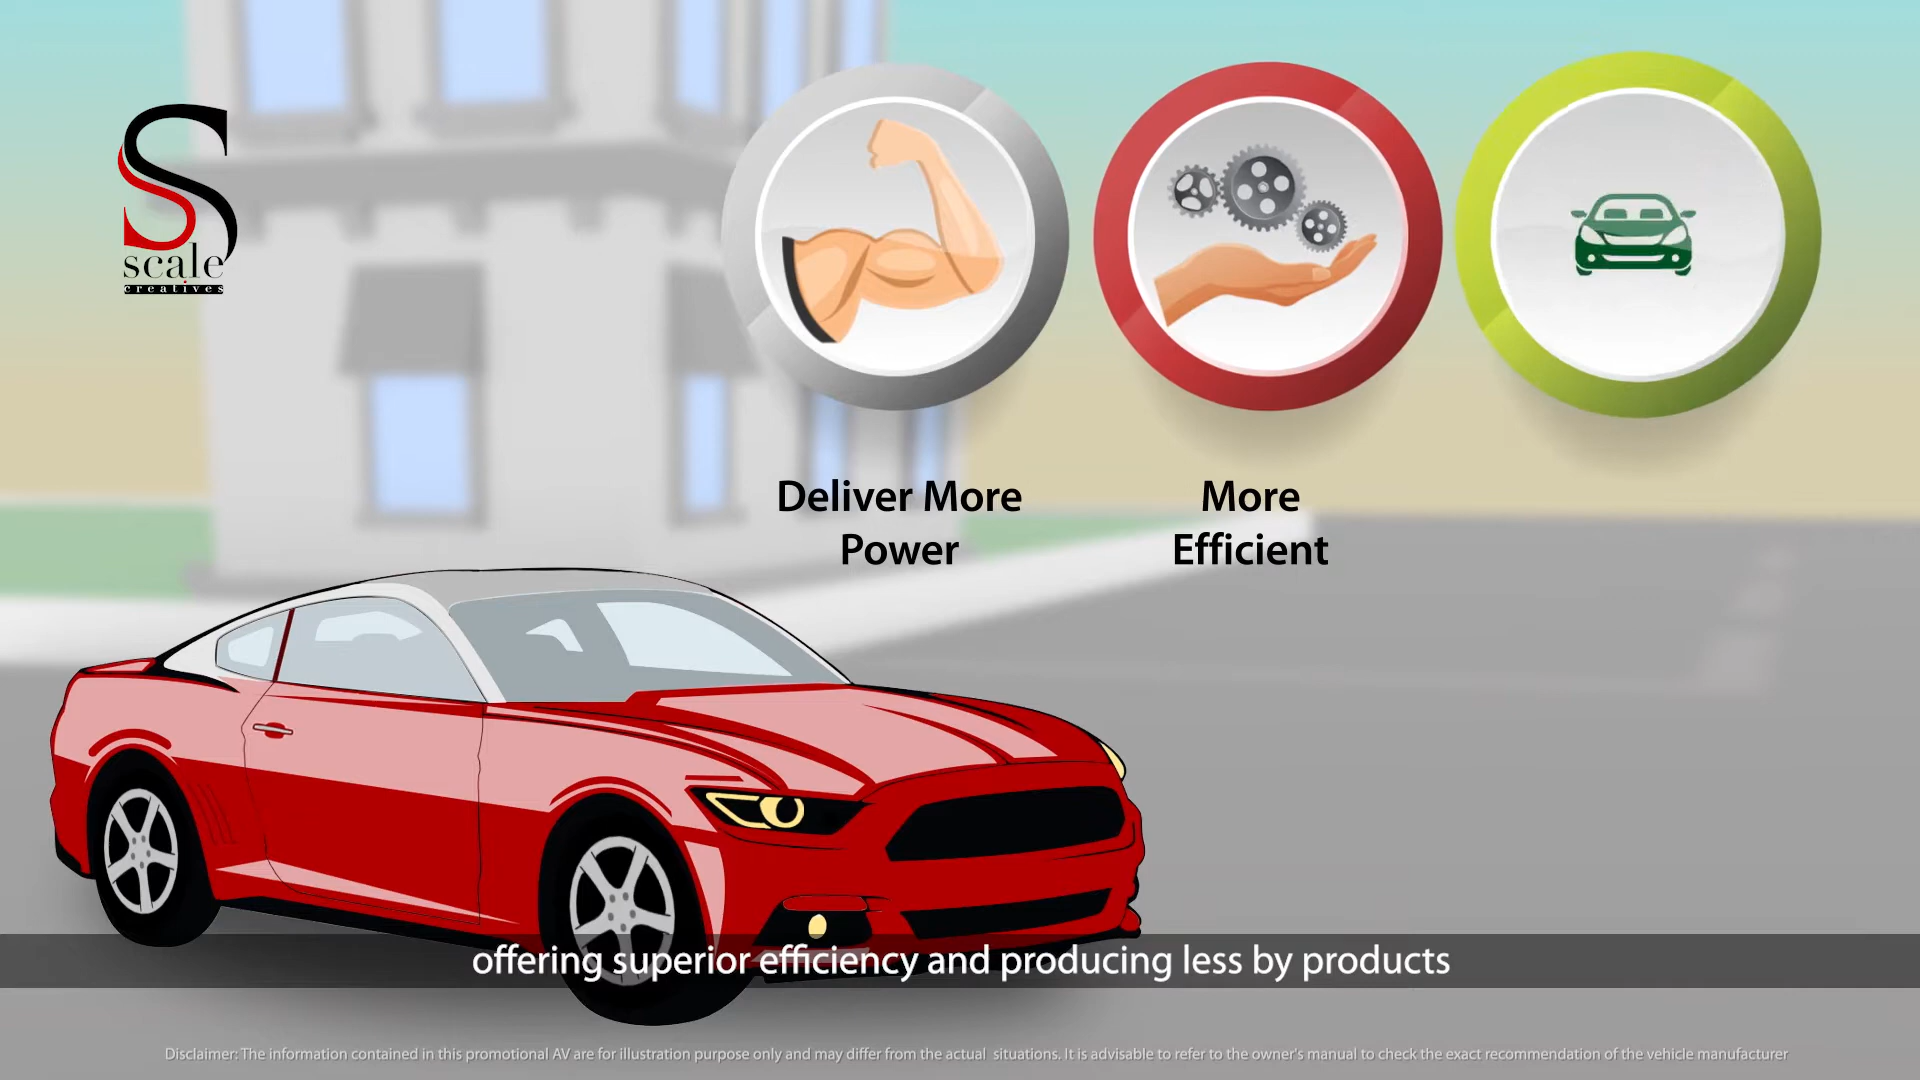 S
scale
creatives
Deliver More
Power
More
Efficient
offering superior efficiency and producing less by products
Disclaimer: The information contained in this promotional AV are for illustration purpose only and may differ from the actual situations. It is advisable to refer to the owner's manual to check the exact recommendation of the vehicle manufacturer